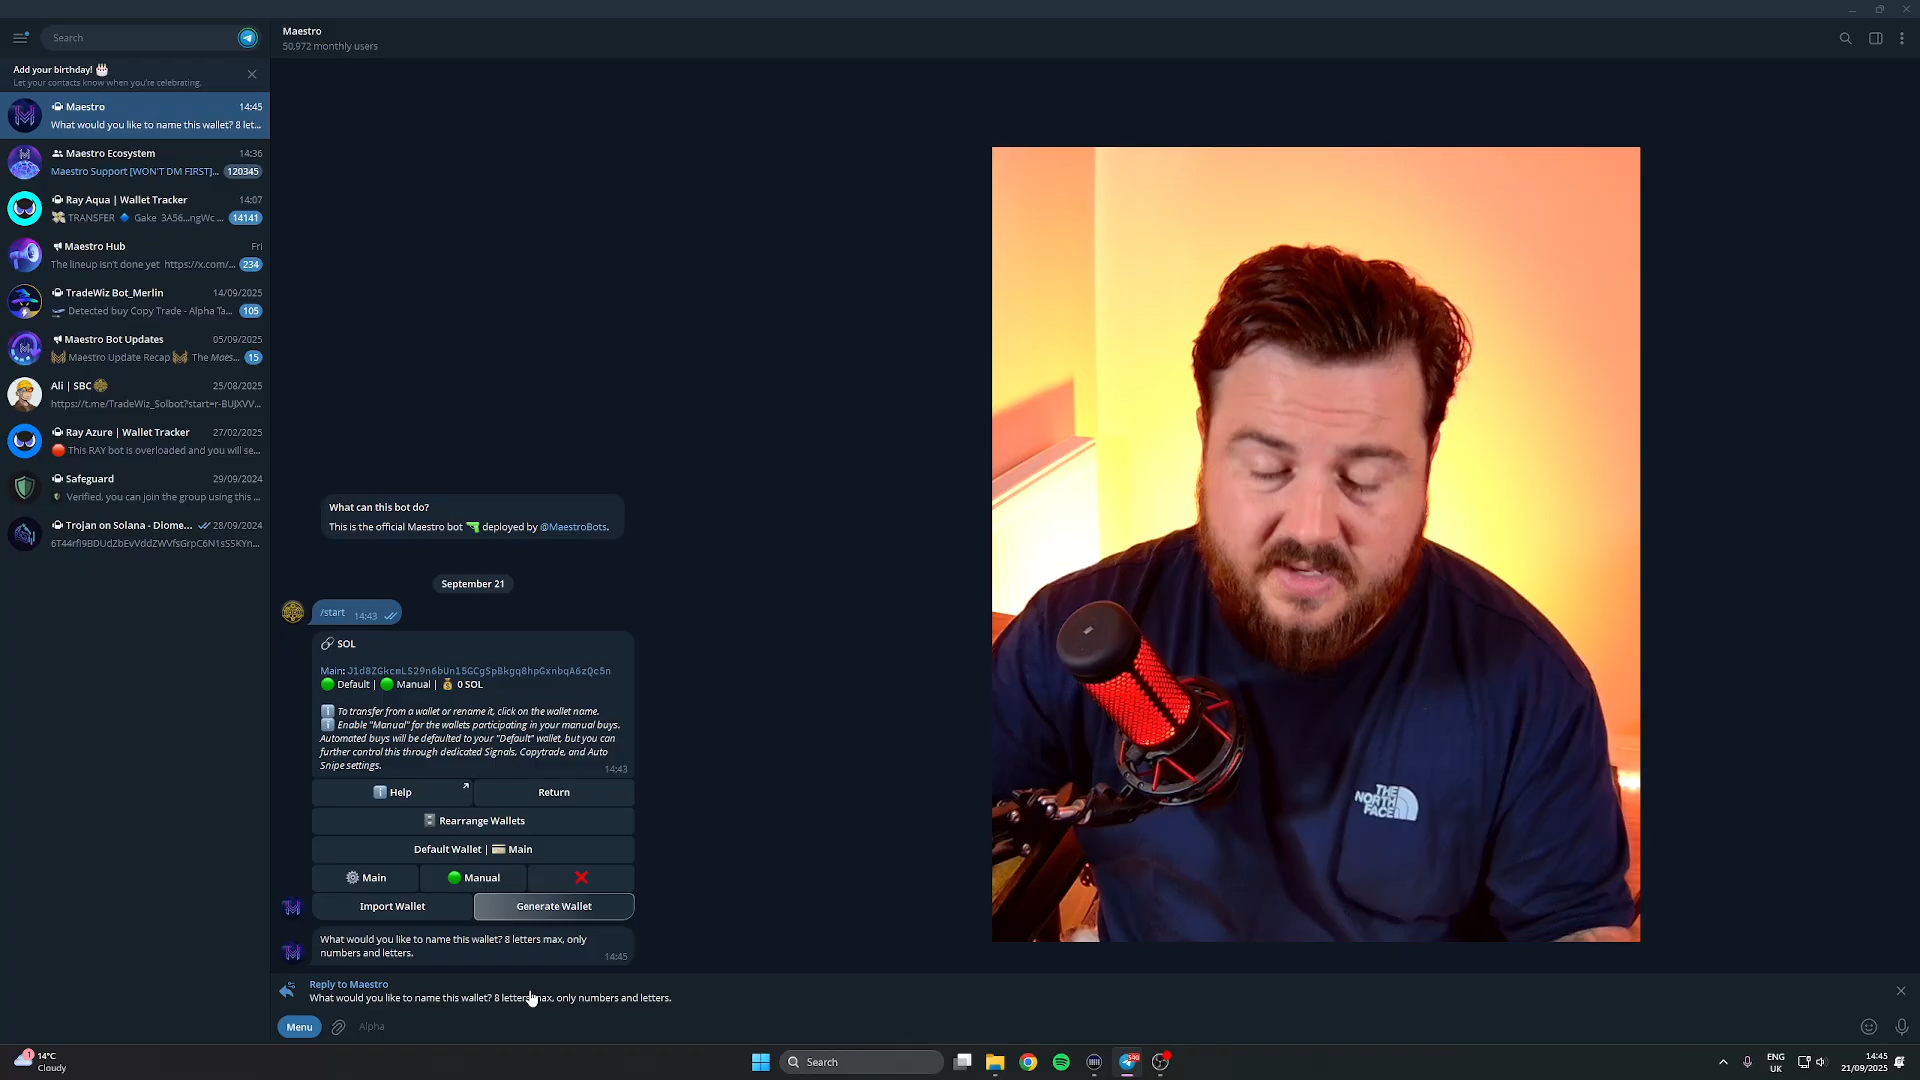 Search
Add your birthday!
Let your contacts know when you're celebrating.
Maestro 14:45
What would you like to name this wallet? 8 let...
Maestro Ecosystem 14:36
Maestro Support [WON'T DM FIRST]... 120345
Ray Aqua | Wallet Tracker 14:07
TRANSFER Gake 3A56...ngWc ... 14141
Maestro Hub Fri
The lineup isn't done yet https://x.com/... 234
TradeWiz Bot_Merlin 14/09/2025
Detected buy Copy Trade - Alpha Ta... 105
Maestro Bot Updates 05/09/2025
Maestro Update Recap The Maes... 15
Ali | SBC 25/08/2025
https://t.me/TradeWiz_Solbot?start=r-BUJXVV...
Ray Azure | Wallet Tracker 27/02/2025
This RAY bot is overloaded and you will se...
Safeguard 29/09/2024
Verified, you can join the group using this ...
Trojan on Solana - Diome... 28/09/2024
Maestro
50,972 monthly users
What can this bot do?
This is the official Maestro bot deployed by @MaestroBots.
September 21
/start 14:43
SOL
Main: J1d8ZGkcmLS29n6bUn15GCgSpBkgq8hpGxnbqA6zQc5n
Default | Manual | 0 SOL
To transfer from a wallet or rename it, click on the wallet name.
Enable "Manual" for the wallets participating in your manual buys.
Automated buys will be defaulted to your "Default" wallet, but you can
further control this through dedicated Signals, Copytrade, and Auto
Snipe settings. 14:43
Help Return
Rearrange Wallets
Default Wallet | Main
Main Manual
Import Wallet Generate Wallet
What would you like to name this wallet? 8 letters max, only
numbers and letters. 14:45
Reply to Maestro
What would you like to name this wallet? 8 letters max, only numbers and letters.
Menu Alpha
THE
NORTH
FACE
1
14°C
Cloudy
Search
ENG
UK
14:45
21/09/2025